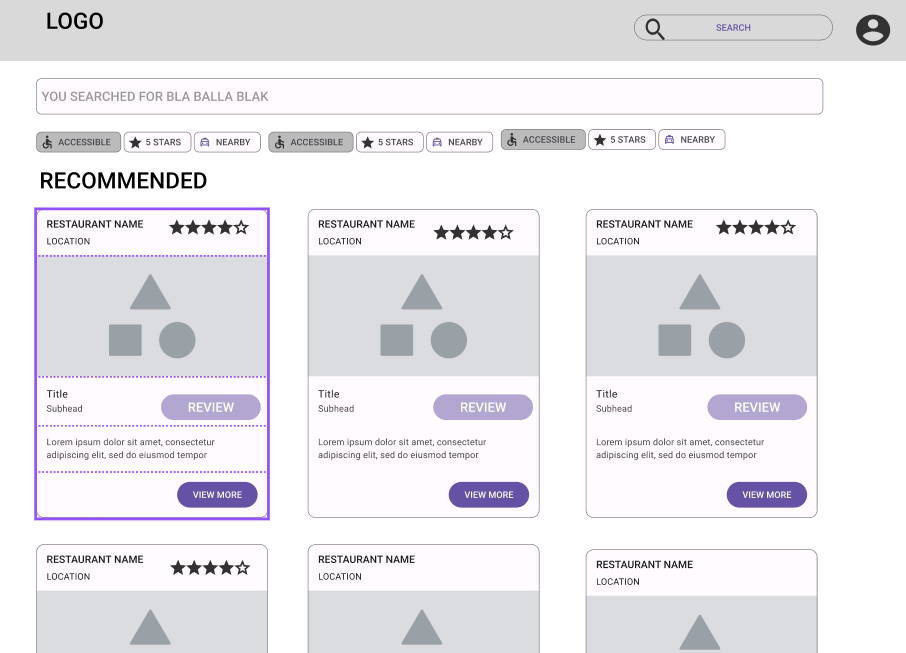 LOGO
SEARCH
YOU SEARCHED FOR BLA BALLA BLAK
ACCESSIBLE 5 STARS NEARBY ACCESSIBLE 5 STARS NEARBY ACCESSIBLE 5 STARS NEARBY
RECOMMENDED
RESTAURANT NAME
LOCATION
Title
Subhead
REVIEW
Lorem ipsum dolor sit amet, consectetur
adipiscing elit, sed do eiusmod tempor
VIEW MORE
RESTAURANT NAME
LOCATION
Title
Subhead
REVIEW
Lorem ipsum dolor sit amet, consectetur
adipiscing elit, sed do eiusmod tempor
VIEW MORE
RESTAURANT NAME
LOCATION
Title
Subhead
REVIEW
Lorem ipsum dolor sit amet, consectetur
adipiscing elit, sed do eiusmod tempor
VIEW MORE
RESTAURANT NAME
LOCATION
RESTAURANT NAME
LOCATION
RESTAURANT NAME
LOCATION